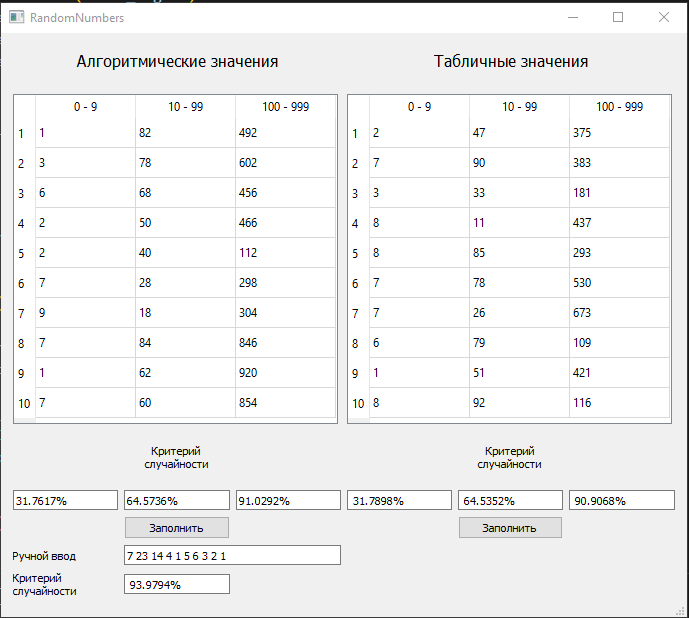 RandomNumbers
Алгоритмические значения Табличные значения
0 - 9 10 - 99 100 - 999 0 - 9 10 - 99 100 - 999
1 1 82 492 1 2 47 375
2 3 78 602 2 7 90 383
3 6 68 456 3 3 33 181
4 2 50 466 4 8 11 437
5 2 40 112 5 8 85 293
6 7 28 298 6 7 78 530
7 9 18 304 7 7 26 673
8 7 84 846 8 6 79 109
9 1 62 920 9 1 51 421
10 7 60 854 10 8 92 116
Критерий Критерий
случайности случайности
31.7617% 64.5736% 91.0292% 31.7898% 64.5352% 90.9068%
Заполнить Заполнить
Ручной ввод 7 23 14 4 1 5 6 3 2 1
Критерий
случайности 93.9794%